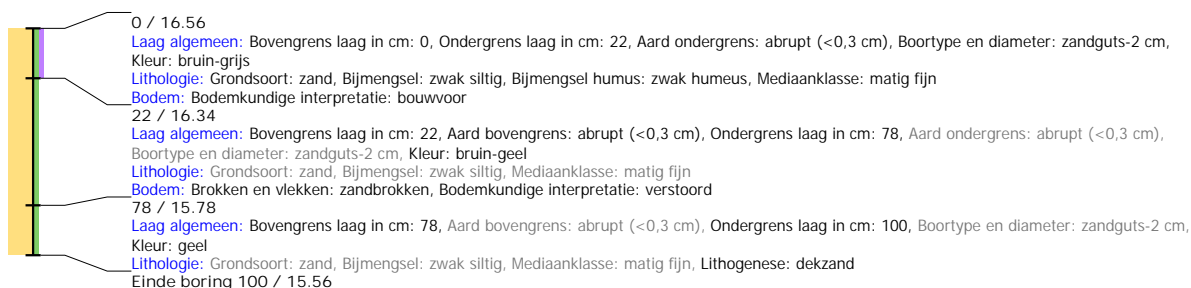 0 / 16.56
Laag algemeen: Bovengrens laag in cm: 0, Ondergrens laag in cm: 22, Aard ondergrens: abrupt (<0,3 cm), Boortype en diameter: zandguts-2 cm,
Kleur: bruin-grijs
Lithologie: Grondsoort: zand, Bijmengsel: zwak siltig, Bijmengsel humus: zwak humeus, Mediaanklasse: matig fijn
Bodem: Bodemkundige interpretatie: bouwvoor
22 / 16.34
Laag algemeen: Bovengrens laag in cm: 22, Aard bovengrens: abrupt (<0,3 cm), Ondergrens laag in cm: 78, Aard ondergrens: abrupt (<0,3 cm),
Boortype en diameter: zandguts-2 cm, Kleur: bruin-geel
Lithologie: Grondsoort: zand, Bijmengsel: zwak siltig, Mediaanklasse: matig fijn
Bodem: Brokken en vlekken: zandbrokken, Bodemkundige interpretatie: verstoord
78 / 15.78
Laag algemeen: Bovengrens laag in cm: 78, Aard bovengrens: abrupt (<0,3 cm), Ondergrens laag in cm: 100, Boortype en diameter: zandguts-2 cm,
Kleur: geel
Lithologie: Grondsoort: zand, Bijmengsel: zwak siltig, Mediaanklasse: matig fijn, Lithogenese: dekzand
Einde boring 100 / 15.56